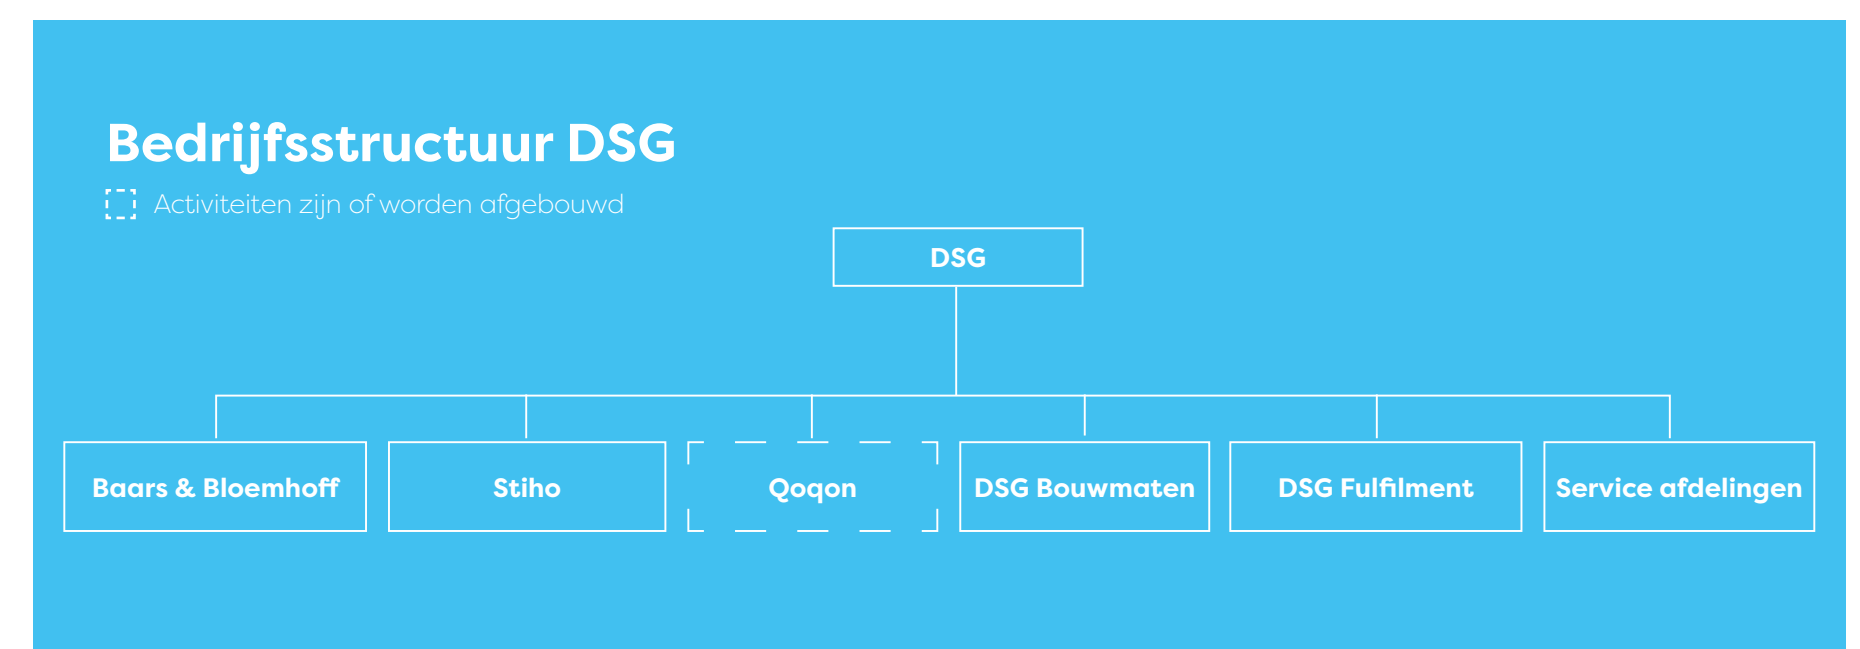 Bedrijfsstructuur DSG
Activiteiten zijn of worden afgebouwd
DSG
Baars & Bloemhoff
Stiho
Qoqon
DSG Bouwmaten
DSG Fulfilment
Service afdelingen